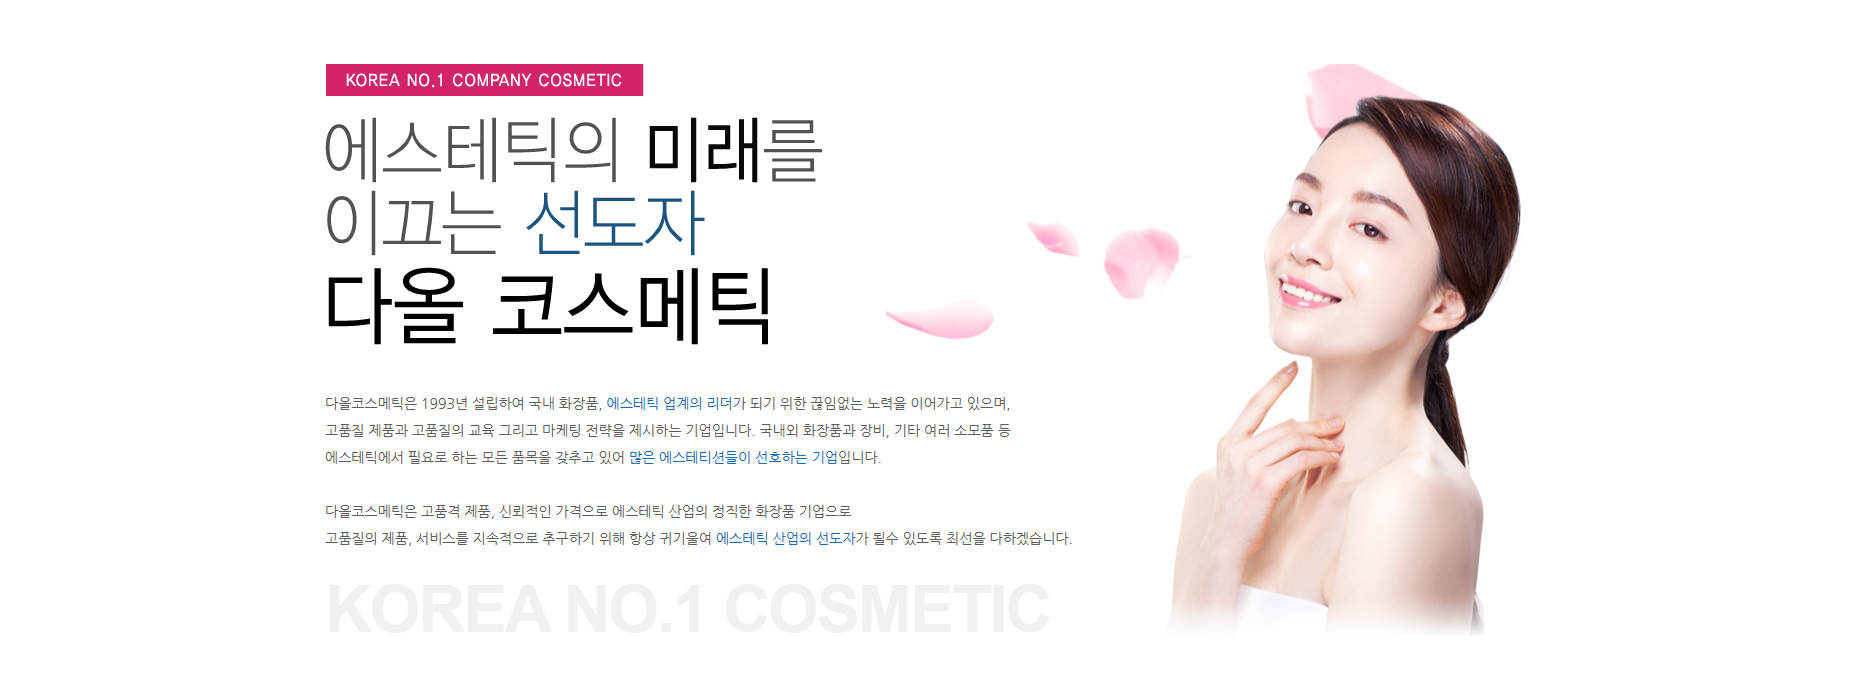 KOREA NO.1 COMPANY COSMETIC
에스테틱의 미래를
이끄는 선도자
다올 코스메틱
다올코스메틱은 1993년 설립하여 국내 화장품, 에스테틱 업계의 리더가 되기 위한 끊임없는 노력을 이어가고 있으며,
고품질 제품과 고품질의 교육 그리고 마케팅 전략을 제시하는 기업입니다. 국내외 화장품과 장비, 기타 여러 소모품 등
에스테틱에서 필요로 하는 모든 품목을 갖추고 있어 많은 에스테티션들이 선호하는 기업입니다.
다올코스메틱은 고품격 제품, 신뢰적인 가격으로 에스테틱 산업의 정직한 화장품 기업으로
고품질의 제품, 서비스를 지속적으로 추구하기 위해 항상 귀기울여 에스테틱 산업의 선도자가 될수 있도록 최선을 다하겠습니다.
KOREA NO.1 COSMETIC